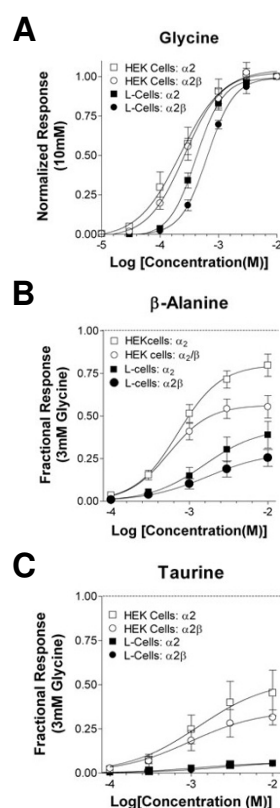 A
Glycine
HEK Cells: α2
HEK Cells: α2β
L-Cells: α2
L-Cells: α2β
Normalized Response
(10mM)
1.00
0.75
0.50
0.25
0.00
-5 -4 -3 -2
Log [Concentration(M)]
B
β-Alanine
HEKcells: α2
HEK cells: α2/β
L-cells: α2
L-cells: α2β
Fractional Response
(3mM Glycine)
1.00
0.75
0.50
0.25
0.00
-4 -3 -2
Log [Concentration(M)]
C
Taurine
HEK Cells: α2
HEK Cells: α2β
L-Cells: α2
L-Cells: α2β
Fractional Response
(3mM Glycine)
1.00
0.75
0.50
0.25
0.00
-4 -3 -2
Log [Concentration (M)]